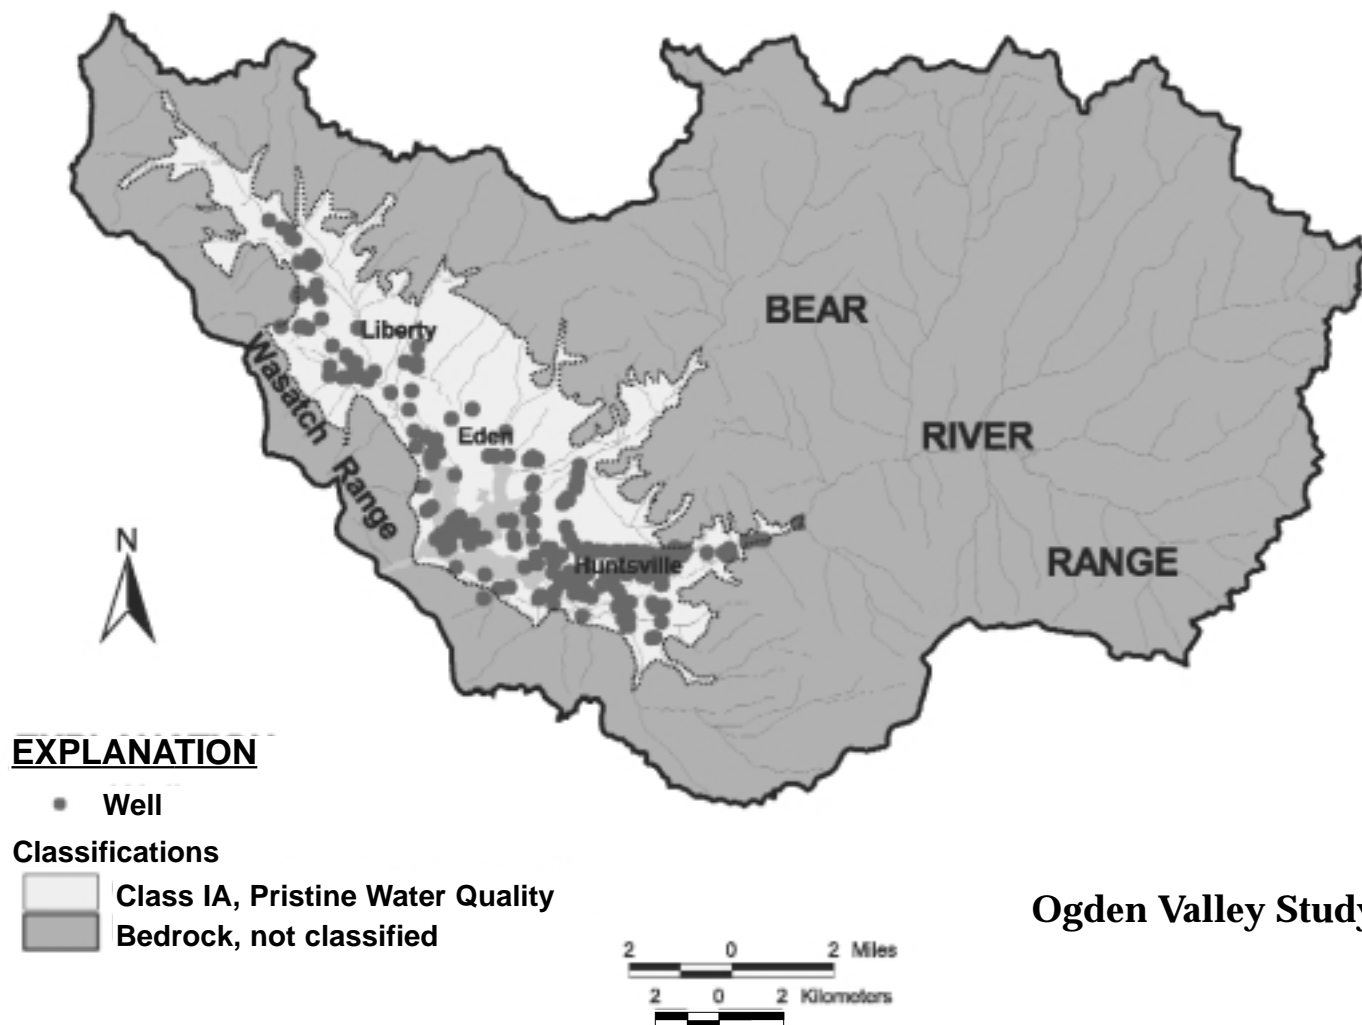 BEAR
Liberty
Wasatch
RIVER
Eden
Range
N
RANGE
Huntsville
EXPLANATION
Well
Classifications
Class IA, Pristine Water Quality
Bedrock, not classified
Ogden Valley Study
2 0 2 Miles
2 0 2 Kilometers